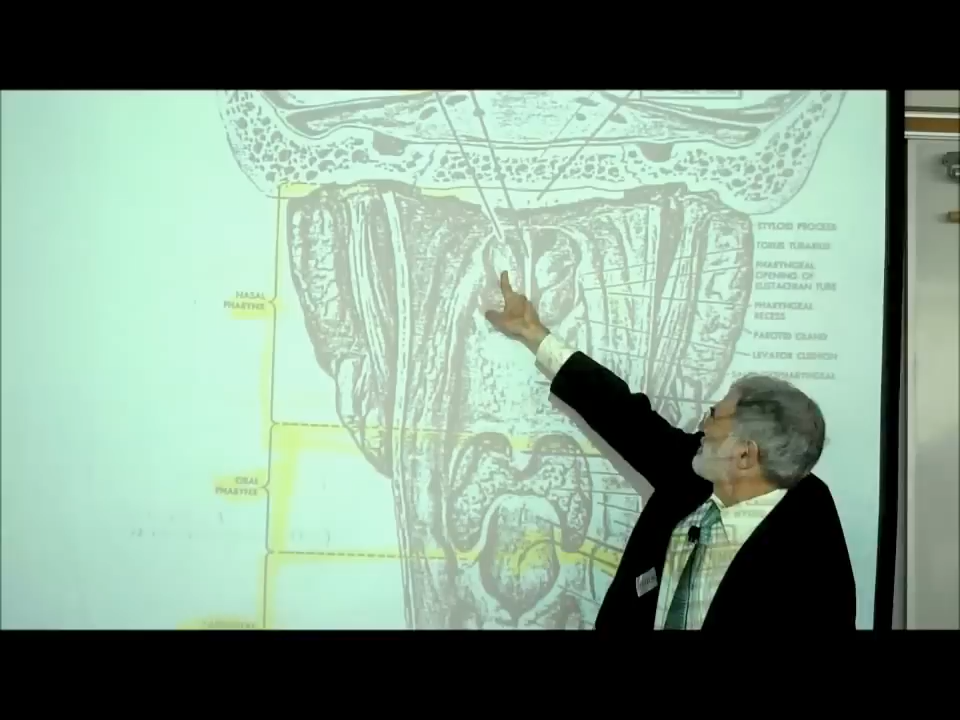 NASAL
PHARYNX
ORAL
PHARYNX
STYLOID PROCESS
TORUS TUBARIUS
PHARYNGEAL
OPENING OF
EUSTACHIAN TUBE
PHARYNGEAL
RECESS
PAROTID GLAND
LEVATOR CUSHION